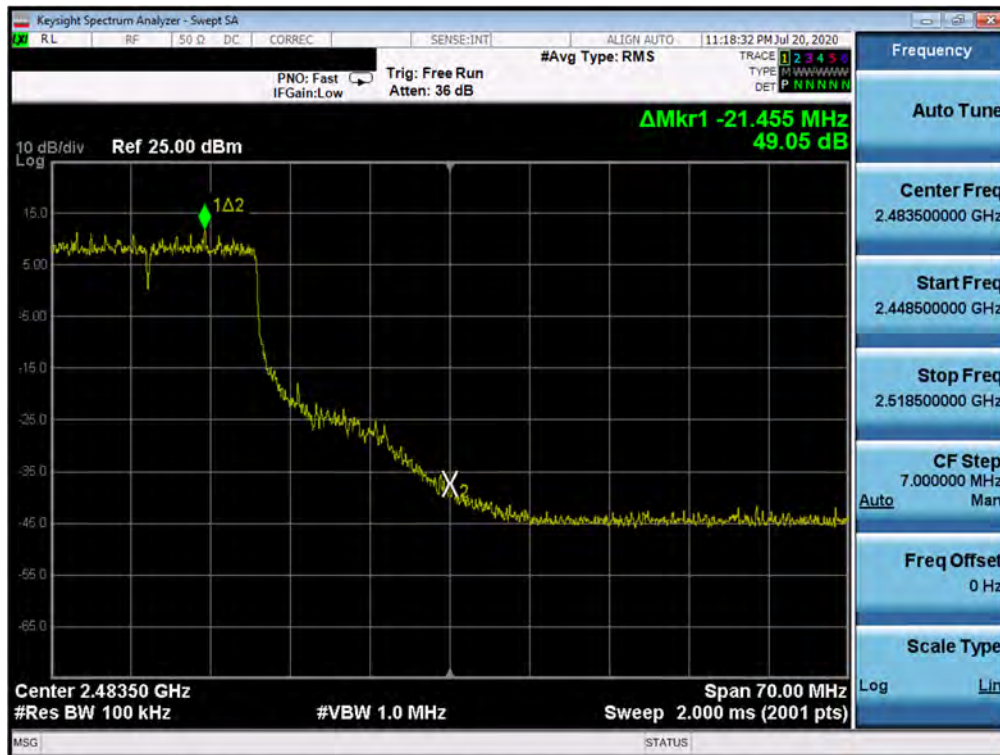 Keysight Spectrum Analyzer - Swept SA
LXI RL RF 50 Ω DC CORREC SENSE:INT ALIGN AUTO 11:18:32 PM Jul 20, 2020
#Avg Type: RMS
TRACE 1 2 3 4 5 6
PNO: Fast
IFGain:Low
Trig: Free Run
Atten: 36 dB
TYPE M WWWWW
DET P N N N N N
ΔMkr1 -21.455 MHz
49.05 dB
10 dB/div Ref 25.00 dBm
Log
15.0
1Δ2
5.00
-5.00
-15.0
-25.0
-35.0
2
-45.0
-55.0
-65.0
Center 2.48350 GHz Span 70.00 MHz
#Res BW 100 kHz #VBW 1.0 MHz Sweep 2.000 ms (2001 pts)
MSG STATUS
Frequency
Auto Tune
Center Freq
2.483500000 GHz
Start Freq
2.448500000 GHz
Stop Freq
2.518500000 GHz
CF Step
7.000000 MHz
Auto Man
Freq Offset
0 Hz
Scale Type
Log Lin